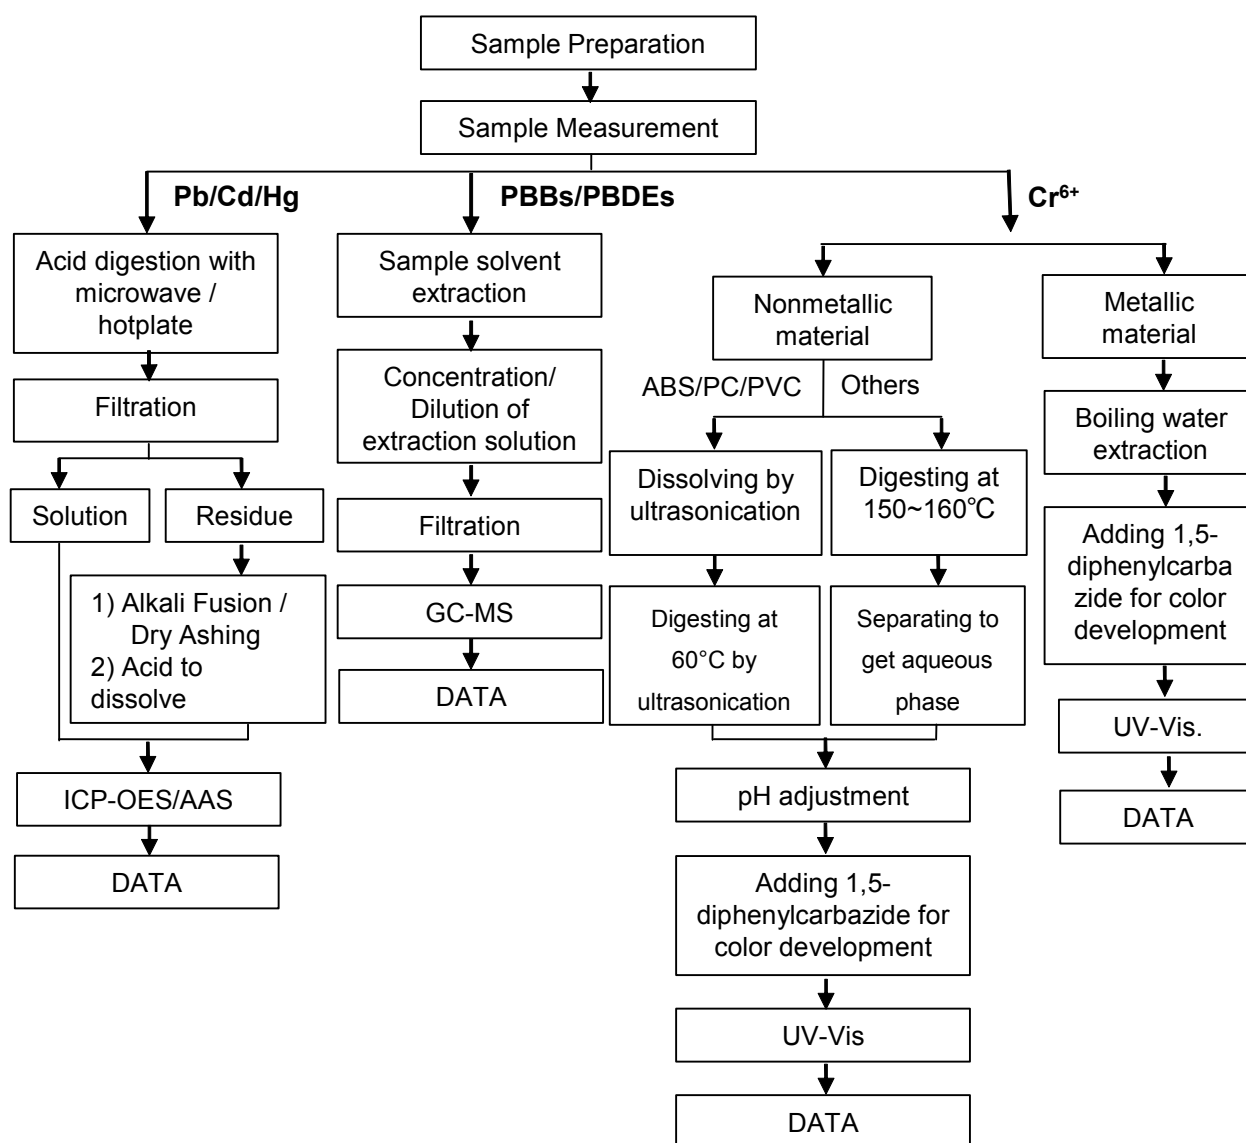 Sample Preparation
Sample Measurement
Pb/Cd/Hg
PBBs/PBDEs
Cr⁶⁺
Acid digestion with
microwave /
hotplate
Filtration
Solution
Residue
1) Alkali Fusion /
Dry Ashing
2) Acid to
dissolve
ICP-OES/AAS
DATA
Sample solvent
extraction
Concentration/
Dilution of
extraction solution
Filtration
GC-MS
DATA
Nonmetallic
material
ABS/PC/PVC
Others
Dissolving by
ultrasonication
Digesting at
60°C by
ultrasonication
Digesting at
150~160℃
Separating to
get aqueous
phase
pH adjustment
Adding 1,5-
diphenylcarbazide for
color development
UV-Vis
DATA
Metallic
material
Boiling water
extraction
Adding 1,5-
diphenylcarba
zide for color
development
UV-Vis.
DATA